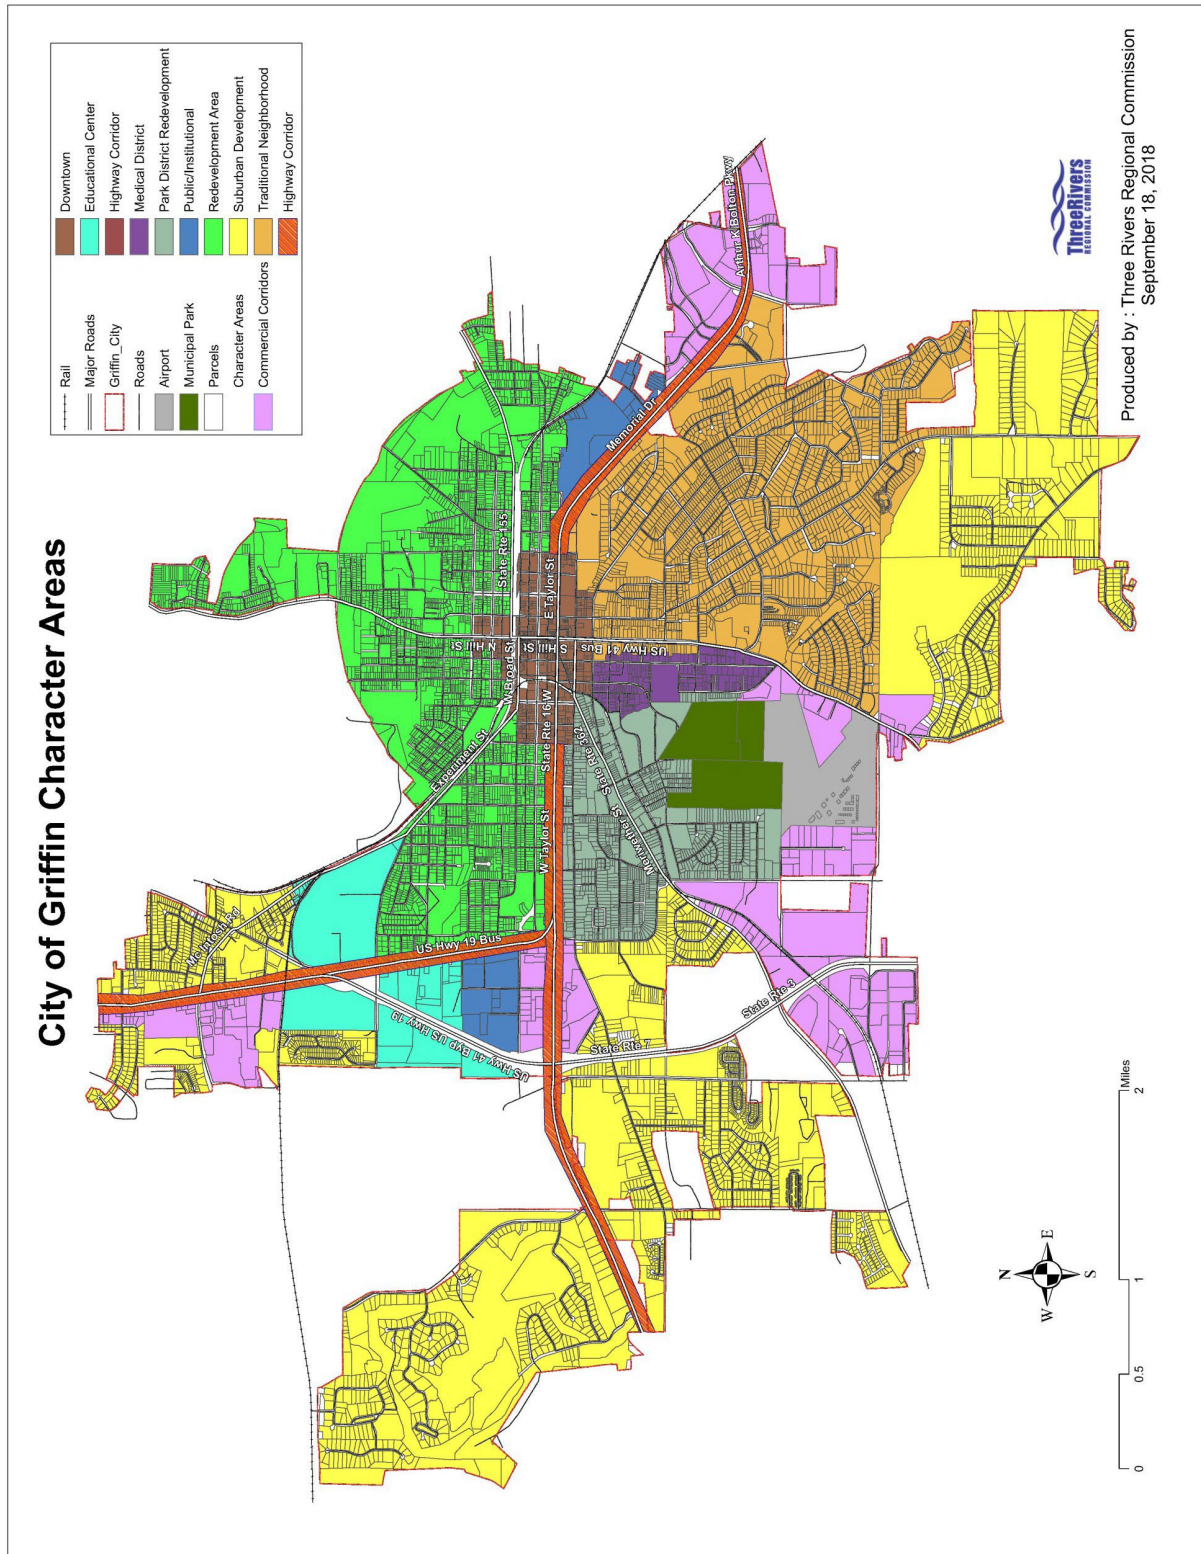 City of Griffin Character Areas
Rail
Major Roads
Griffin_City
Roads
Airport
Municipal Park
Parcels
Character Areas
Commercial Corridors
Downtown
Educational Center
Highway Corridor
Medical District
Park District Redevelopment
Public/Institutional
Redevelopment Area
Suburban Development
Traditional Neighborhood
Highway Corridor
McIntosh Rd
US Hwy 19 Bus
US Hwy 41 Byp US Hwy 19
Experiment St
State Rte 155
N Hill St
W Broad St
S Hill St
E Taylor St
State Rte 16 W
W Taylor St
US Hwy 41 Bus
State Rte 362
Meriwether St
Memorial Dr
Arthur K Bolton Pkwy
State Rte 7
State Rte 3
N
W E
S
0 0.5 1 2
Miles
ThreeRivers
REGIONAL COMMISSION
Produced by : Three Rivers Regional Commission
September 18, 2018